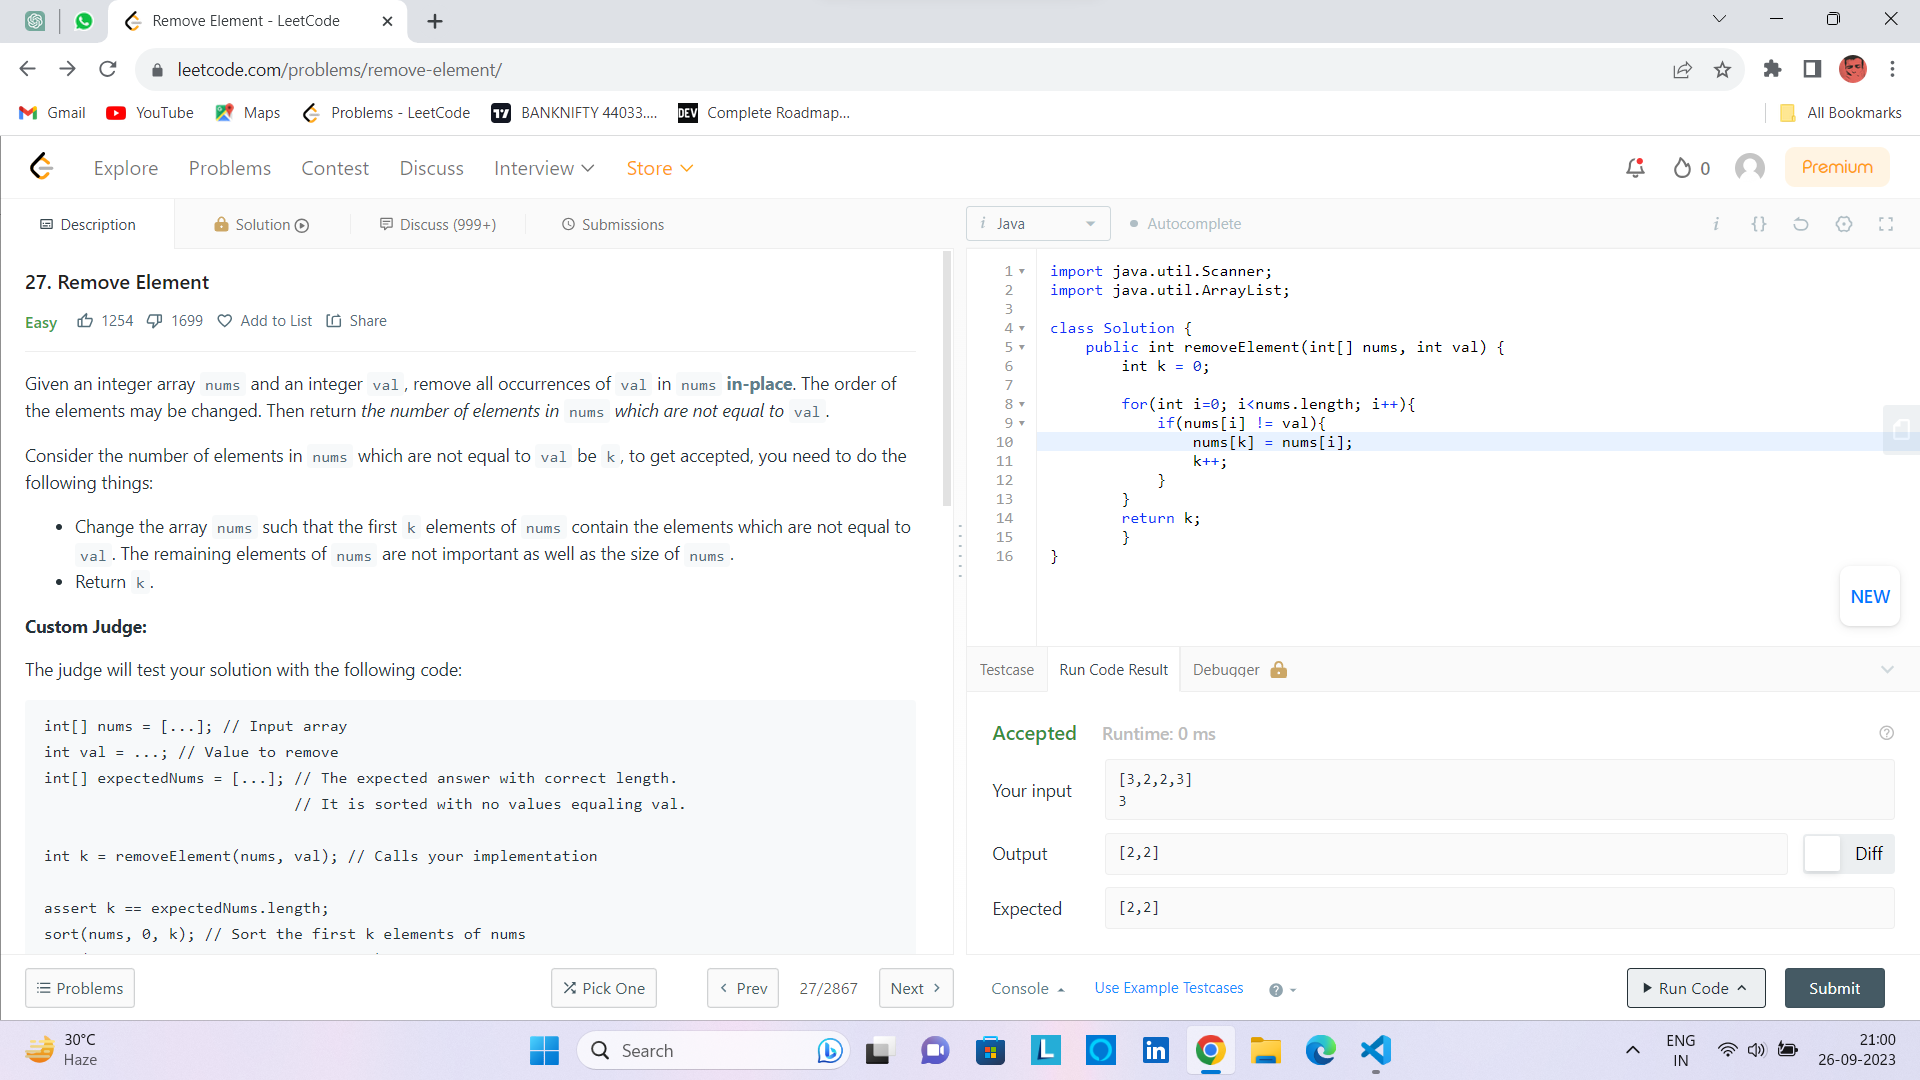 Remove Element - LeetCode
leetcode.com/problems/remove-element/
Gmail YouTube Maps Problems - LeetCode BANKNIFTY 44033.... DEV Complete Roadmap... All Bookmarks
Explore Problems Contest Discuss Interview Store 0 Premium
Description Solution Discuss (999+) Submissions
27. Remove Element
Easy 1254 1699 Add to List Share
Given an integer array nums and an integer val, remove all occurrences of val in nums in-place. The order of
the elements may be changed. Then return the number of elements in nums which are not equal to val.
Consider the number of elements in nums which are not equal to val be k, to get accepted, you need to do the
following things:
• Change the array nums such that the first k elements of nums contain the elements which are not equal to
val. The remaining elements of nums are not important as well as the size of nums.
• Return k.
Custom Judge:
The judge will test your solution with the following code:
int[] nums = [...]; // Input array
int val = ...; // Value to remove
int[] expectedNums = [...]; // The expected answer with correct length.
// It is sorted with no values equaling val.
int k = removeElement(nums, val); // Calls your implementation
assert k == expectedNums.length;
sort(nums, 0, k); // Sort the first k elements of nums
Problems Pick One Prev 27/2867 Next
i Java Autocomplete i {}
1 import java.util.Scanner;
2 import java.util.ArrayList;
3
4 class Solution {
5 public int removeElement(int[] nums, int val) {
6 int k = 0;
7
8 for(int i=0; i<nums.length; i++){
9 if(nums[i] != val){
10 nums[k] = nums[i];
11 k++;
12 }
13 }
14 return k;
15 }
16 }
NEW
Testcase Run Code Result Debugger
Accepted Runtime: 0 ms
Your input [3,2,2,3]
3
Output [2,2] Diff
Expected [2,2]
Console Use Example Testcases Run Code Submit
30°C
Haze
Search
ENG
IN
21:00
26-09-2023